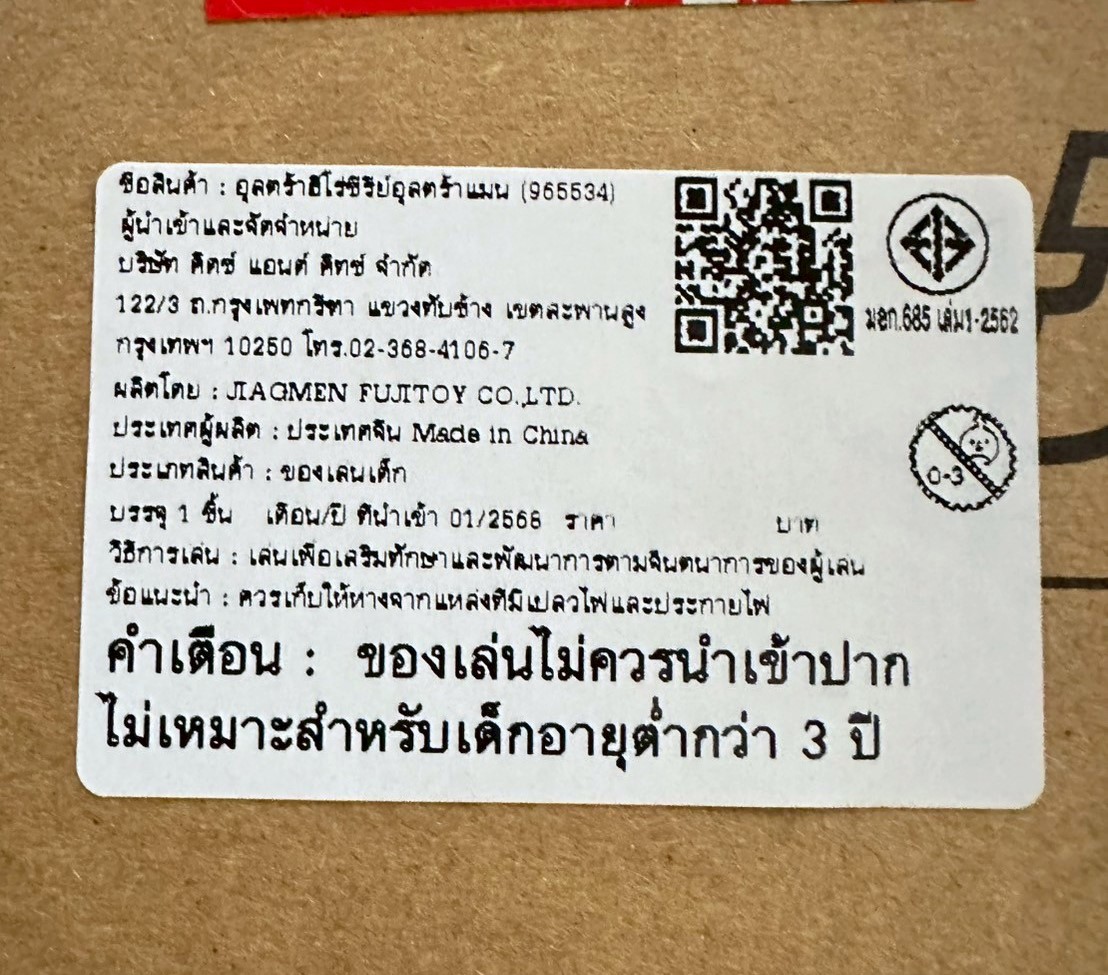 ชื่อสินค้า : อุลตร้าฮีโร่ซีรีย์อุลตร้าแมน (965534)
ผู้นำเข้าและจัดจำหน่าย
บริษัท คิดซ์ แอนด์ คิทซ์ จำกัด
122/3 ถ.กรุงเทพกรีฑา แขวงทับช้าง เขตสะพานสูง
กรุงเทพฯ 10250 โทร.02-368-4106-7
ผลิตโดย : JIAGMEN FUJITOY CO.,LTD.
ประเทศผู้ผลิต : ประเทศจีน Made in China
ประเภทสินค้า : ของเล่นเด็ก
บรรจุ 1 ชิ้น เดือน/ปี ที่นำเข้า 01/2568 ราคา บาท
วิธีการเล่น : เล่นเพื่อเสริมทักษะและพัฒนาการตามจินตนาการของผู้เล่น
ข้อแนะนำ : ควรเก็บให้ห่างจากแหล่งที่มีเปลวไฟและประกายไฟ
คำเตือน : ของเล่นไม่ควรนำเข้าปาก
ไม่เหมาะสำหรับเด็กอายุต่ำกว่า 3 ปี
มอก.685 เล่ม1-2562
0-3
5